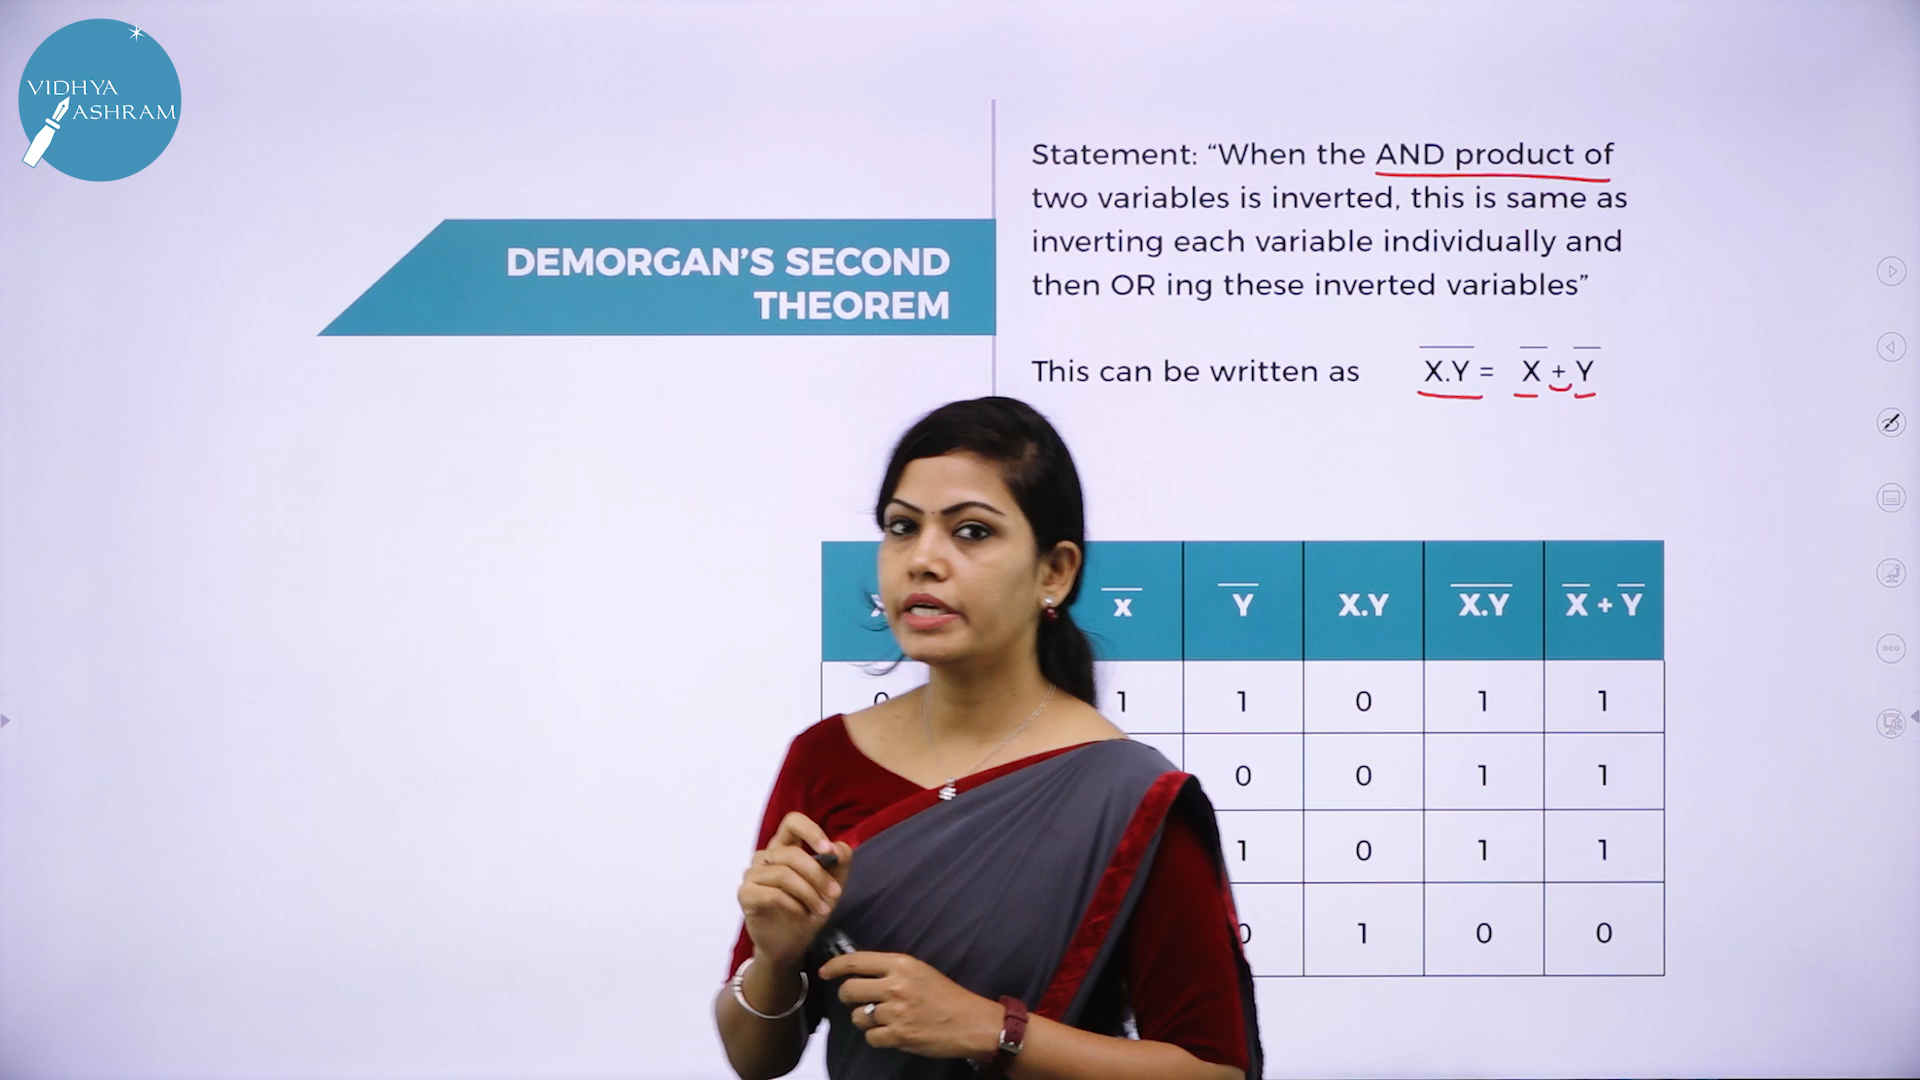 VIDHYA
ASHRAM
DEMORGAN'S SECOND
THEOREM
Statement: “When the AND product of
two variables is inverted, this is same as
inverting each variable individually and
then OR ing these inverted variables”
This can be written as X̅.̅Y̅ = X̅ + Y̅
x̅ Y̅ X.Y X̅.̅Y̅ X̅ + Y̅
0 1 1 0 1 1
0 0 1 1
1 0 1 1
0 1 0 0